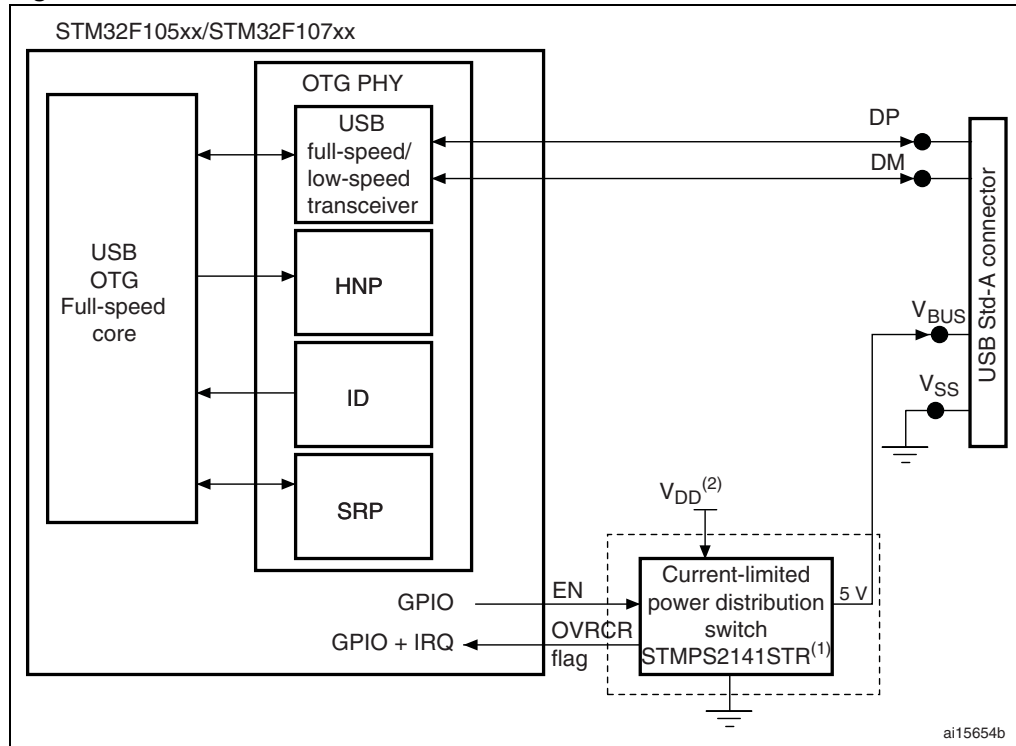 STM32F105xx/STM32F107xx
OTG PHY
USB
full-speed/
low-speed
transceiver
HNP
ID
SRP
USB
OTG
Full-speed
core
DP
DM
VBUS
VSS
USB Std-A connector
VDD(2)
Current-limited
power distribution
switch
STMPS2141STR(1)
5 V
GPIO
EN
GPIO + IRQ
OVRCR
flag
ai15654b